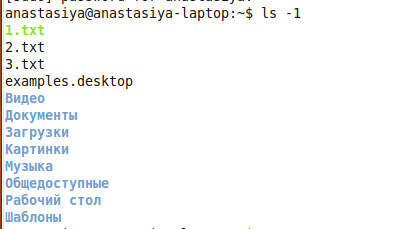 anastasiya@anastasiya-laptop:~$ ls -1
1.txt
2.txt
3.txt
examples.desktop
Видео
Документы
Загрузки
Картинки
Музыка
Общедоступные
Рабочий стол
Шаблоны